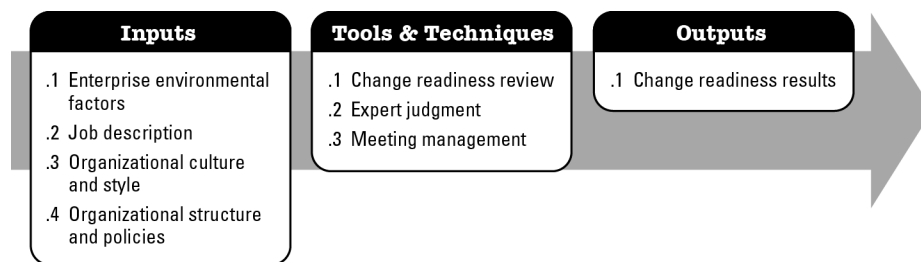 Inputs
.1 Enterprise environmental
factors
.2 Job description
.3 Organizational culture
and style
.4 Organizational structure
and policies
Tools & Techniques
.1 Change readiness review
.2 Expert judgment
.3 Meeting management
Outputs
.1 Change readiness results